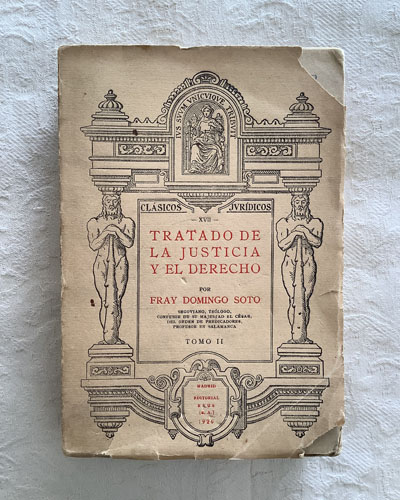 IVS SVVM VNICVIQVE TRIBVIT
CLÁSICOS JVRÍDICOS
— XVII —
TRATADO DE
LA JUSTICIA
Y EL DERECHO
POR
FRAY DOMINGO SOTO
SEGOVIANO, TEÓLOGO,
CONFESOR DE SU MAJESTAD EL CÉSAR,
DEL ORDEN DE PREDICADORES,
PROFESOR EN SALAMANCA
TOMO II
MADRID
EDITORIAL
REUS
(S. A.)
1926